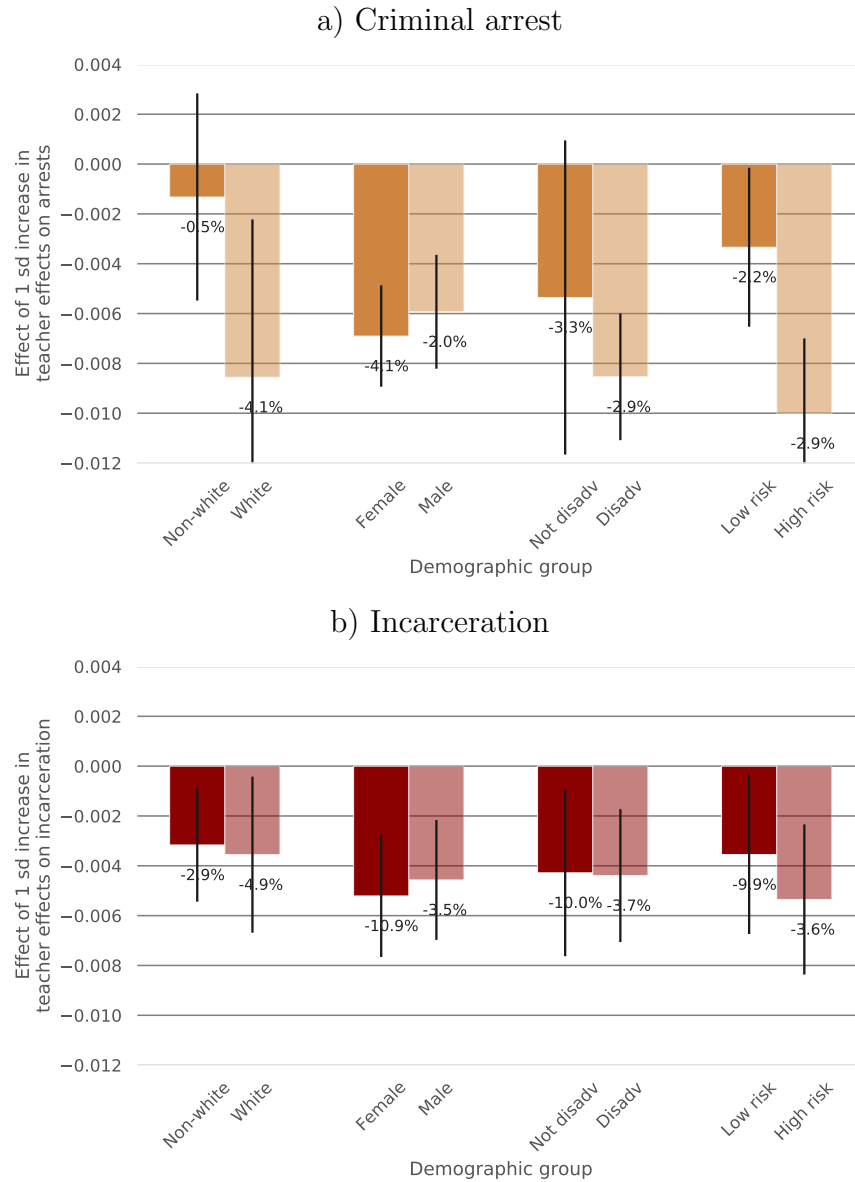 a) Criminal arrest
Effect of 1 sd increase in
teacher effects on arrests
0.004
0.002
0.000
−0.002
−0.004
−0.006
−0.008
−0.010
−0.012
-0.5%
-4.1%
-4.1%
-2.0%
-3.3%
-2.9%
-2.2%
-2.9%
Non-white
White
Female
Male
Not disadv
Disadv
Low risk
High risk
Demographic group
b) Incarceration
Effect of 1 sd increase in
teacher effects on incarceration
0.004
0.002
0.000
−0.002
−0.004
−0.006
−0.008
−0.010
−0.012
-2.9%
-4.9%
-10.9%
-3.5%
-10.0%
-3.7%
-9.9%
-3.6%
Non-white
White
Female
Male
Not disadv
Disadv
Low risk
High risk
Demographic group